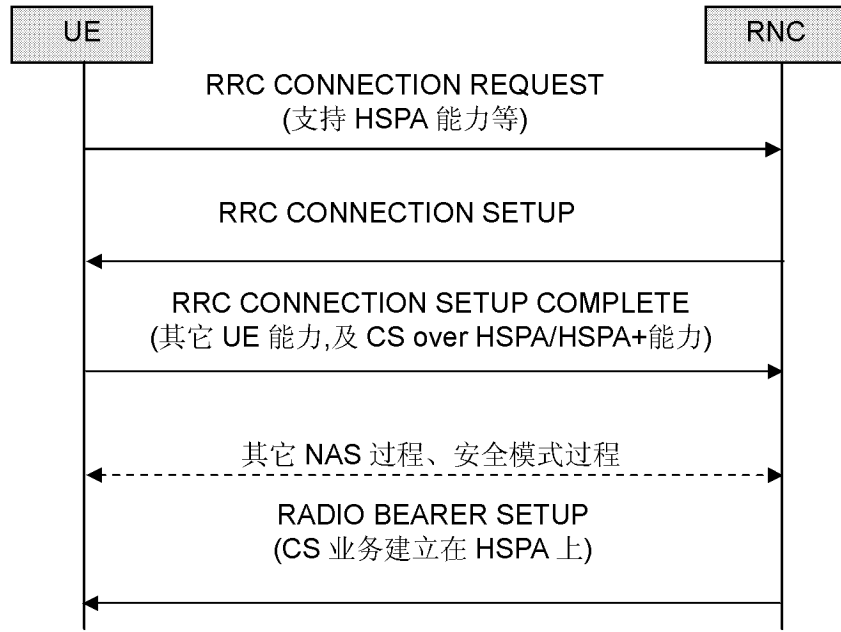 UE
RNC
RRC CONNECTION REQUEST
(支持 HSPA 能力等)
RRC CONNECTION SETUP
RRC CONNECTION SETUP COMPLETE
(其它 UE 能力,及 CS over HSPA/HSPA+能力)
其它 NAS 过程、安全模式过程
RADIO BEARER SETUP
(CS 业务建立在 HSPA 上)